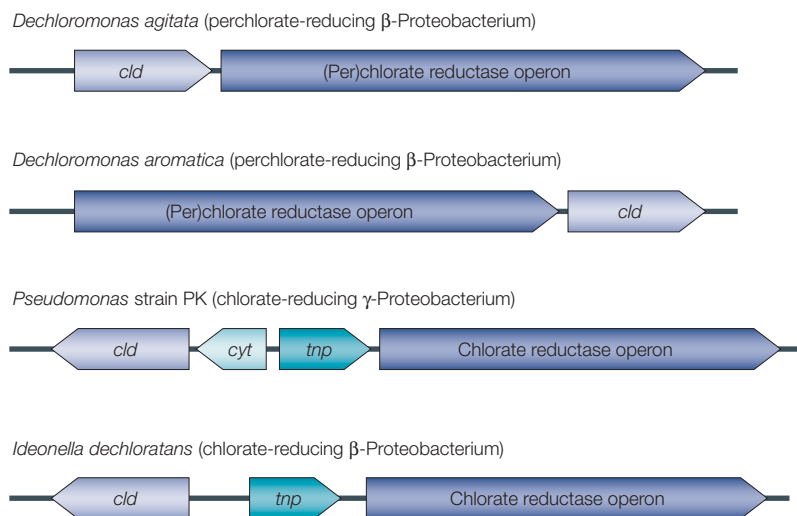 Dechloromonas agitata (perchlorate-reducing β-Proteobacterium)
cld (Per)chlorate reductase operon
Dechloromonas aromatica (perchlorate-reducing β-Proteobacterium)
(Per)chlorate reductase operon cld
Pseudomonas strain PK (chlorate-reducing γ-Proteobacterium)
cld cyt tnp Chlorate reductase operon
Ideonella dechloratans (chlorate-reducing β-Proteobacterium)
cld tnp Chlorate reductase operon